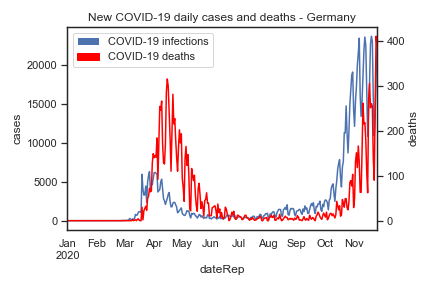 New COVID-19 daily cases and deaths - Germany
COVID-19 infections
COVID-19 deaths
cases
20000
15000
10000
5000
0
deaths
400
300
200
100
0
Jan Feb Mar Apr May Jun Jul Aug Sep Oct Nov
2020
dateRep